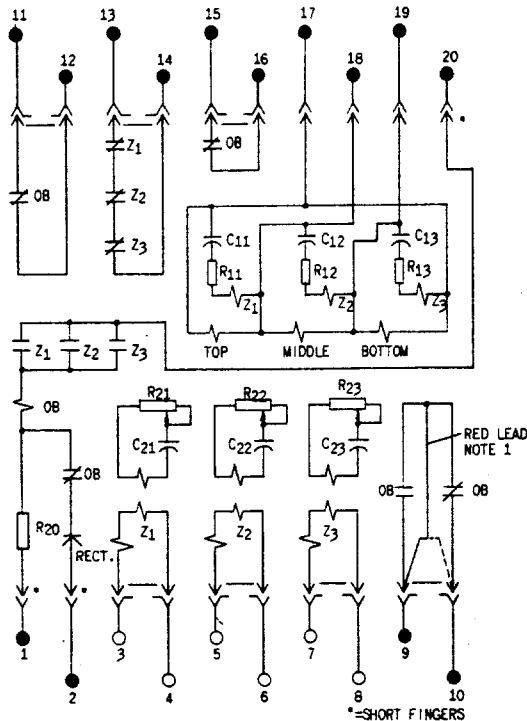 11 13 15 17 19
12 14 16 18 20
*
Z1
OB OB
Z2
Z3
C11 C12 C13
R11 R12 R13
Z1 Z2 Z3
TOP MIDDLE BOTTOM
Z1 Z2 Z3
OB
R21 R22 R23
C21 C22 C23
RED LEAD
NOTE 1
OB OB OB
R20
RECT.
Z1 Z2 Z3
* *
1 3 5 7 9
2 4 6 8 10
*=SHORT FINGERS